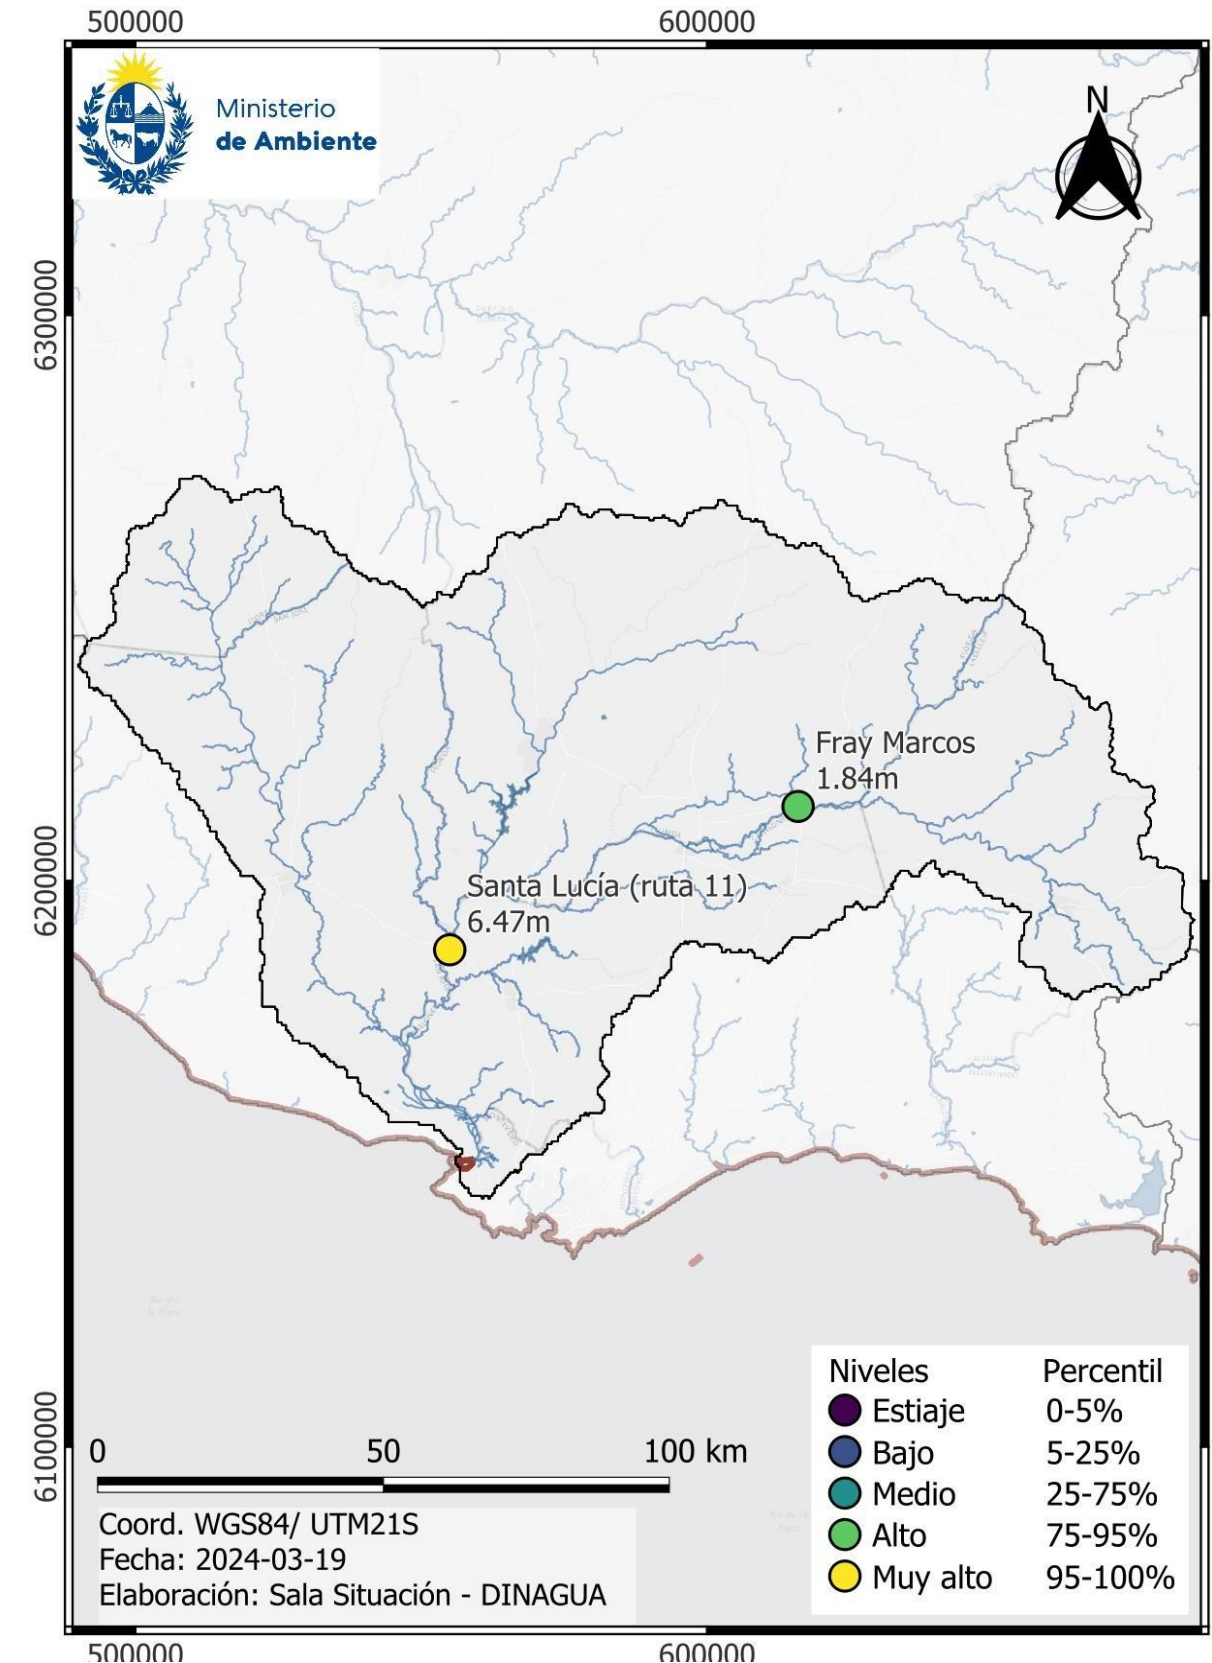 500000 600000
Ministerio
de Ambiente
N
6300000
Fray Marcos
1.84m
6200000
Santa Lucía (ruta 11)
6.47m
6100000
Niveles Percentil
Estiaje 0-5%
Bajo 5-25%
Medio 25-75%
Alto 75-95%
Muy alto 95-100%
0 50 100 km
Coord. WGS84/ UTM21S
Fecha: 2024-03-19
Elaboración: Sala Situación - DINAGUA
500000 600000